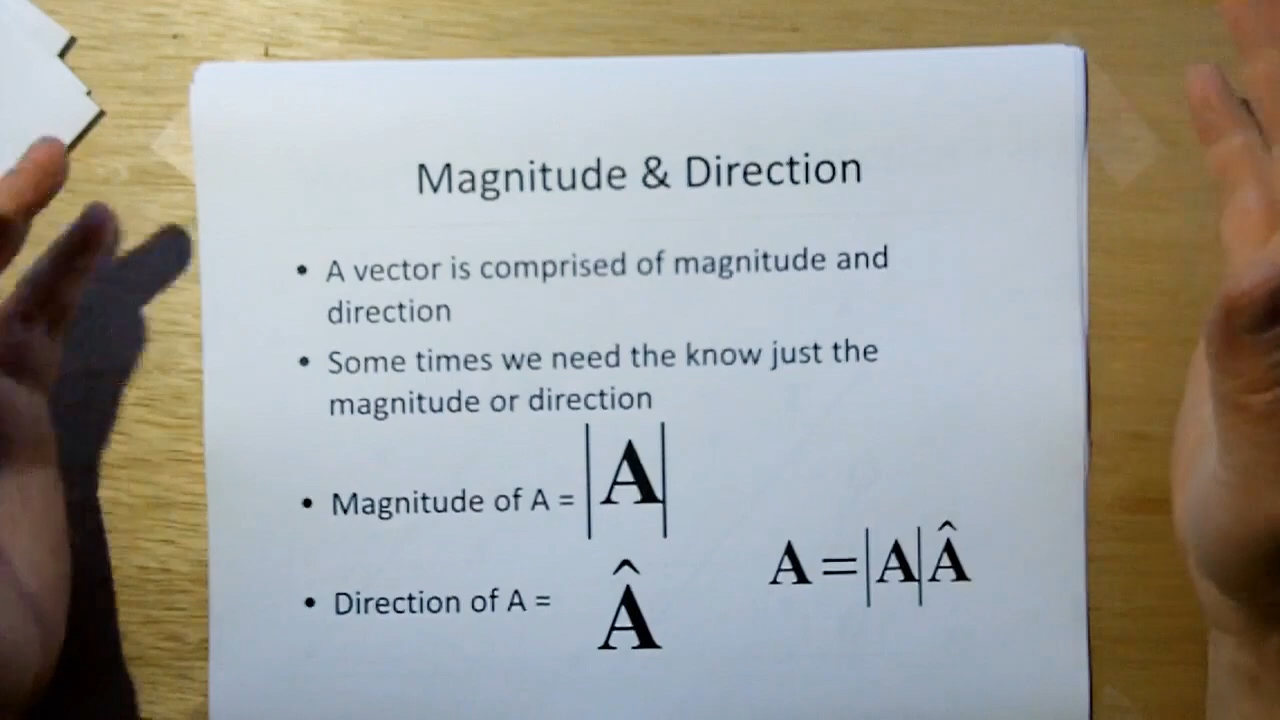 Magnitude & Direction
• A vector is comprised of magnitude and
direction
• Some times we need the know just the
magnitude or direction
• Magnitude of A = |A|
• Direction of A = Â
A = |A|Â